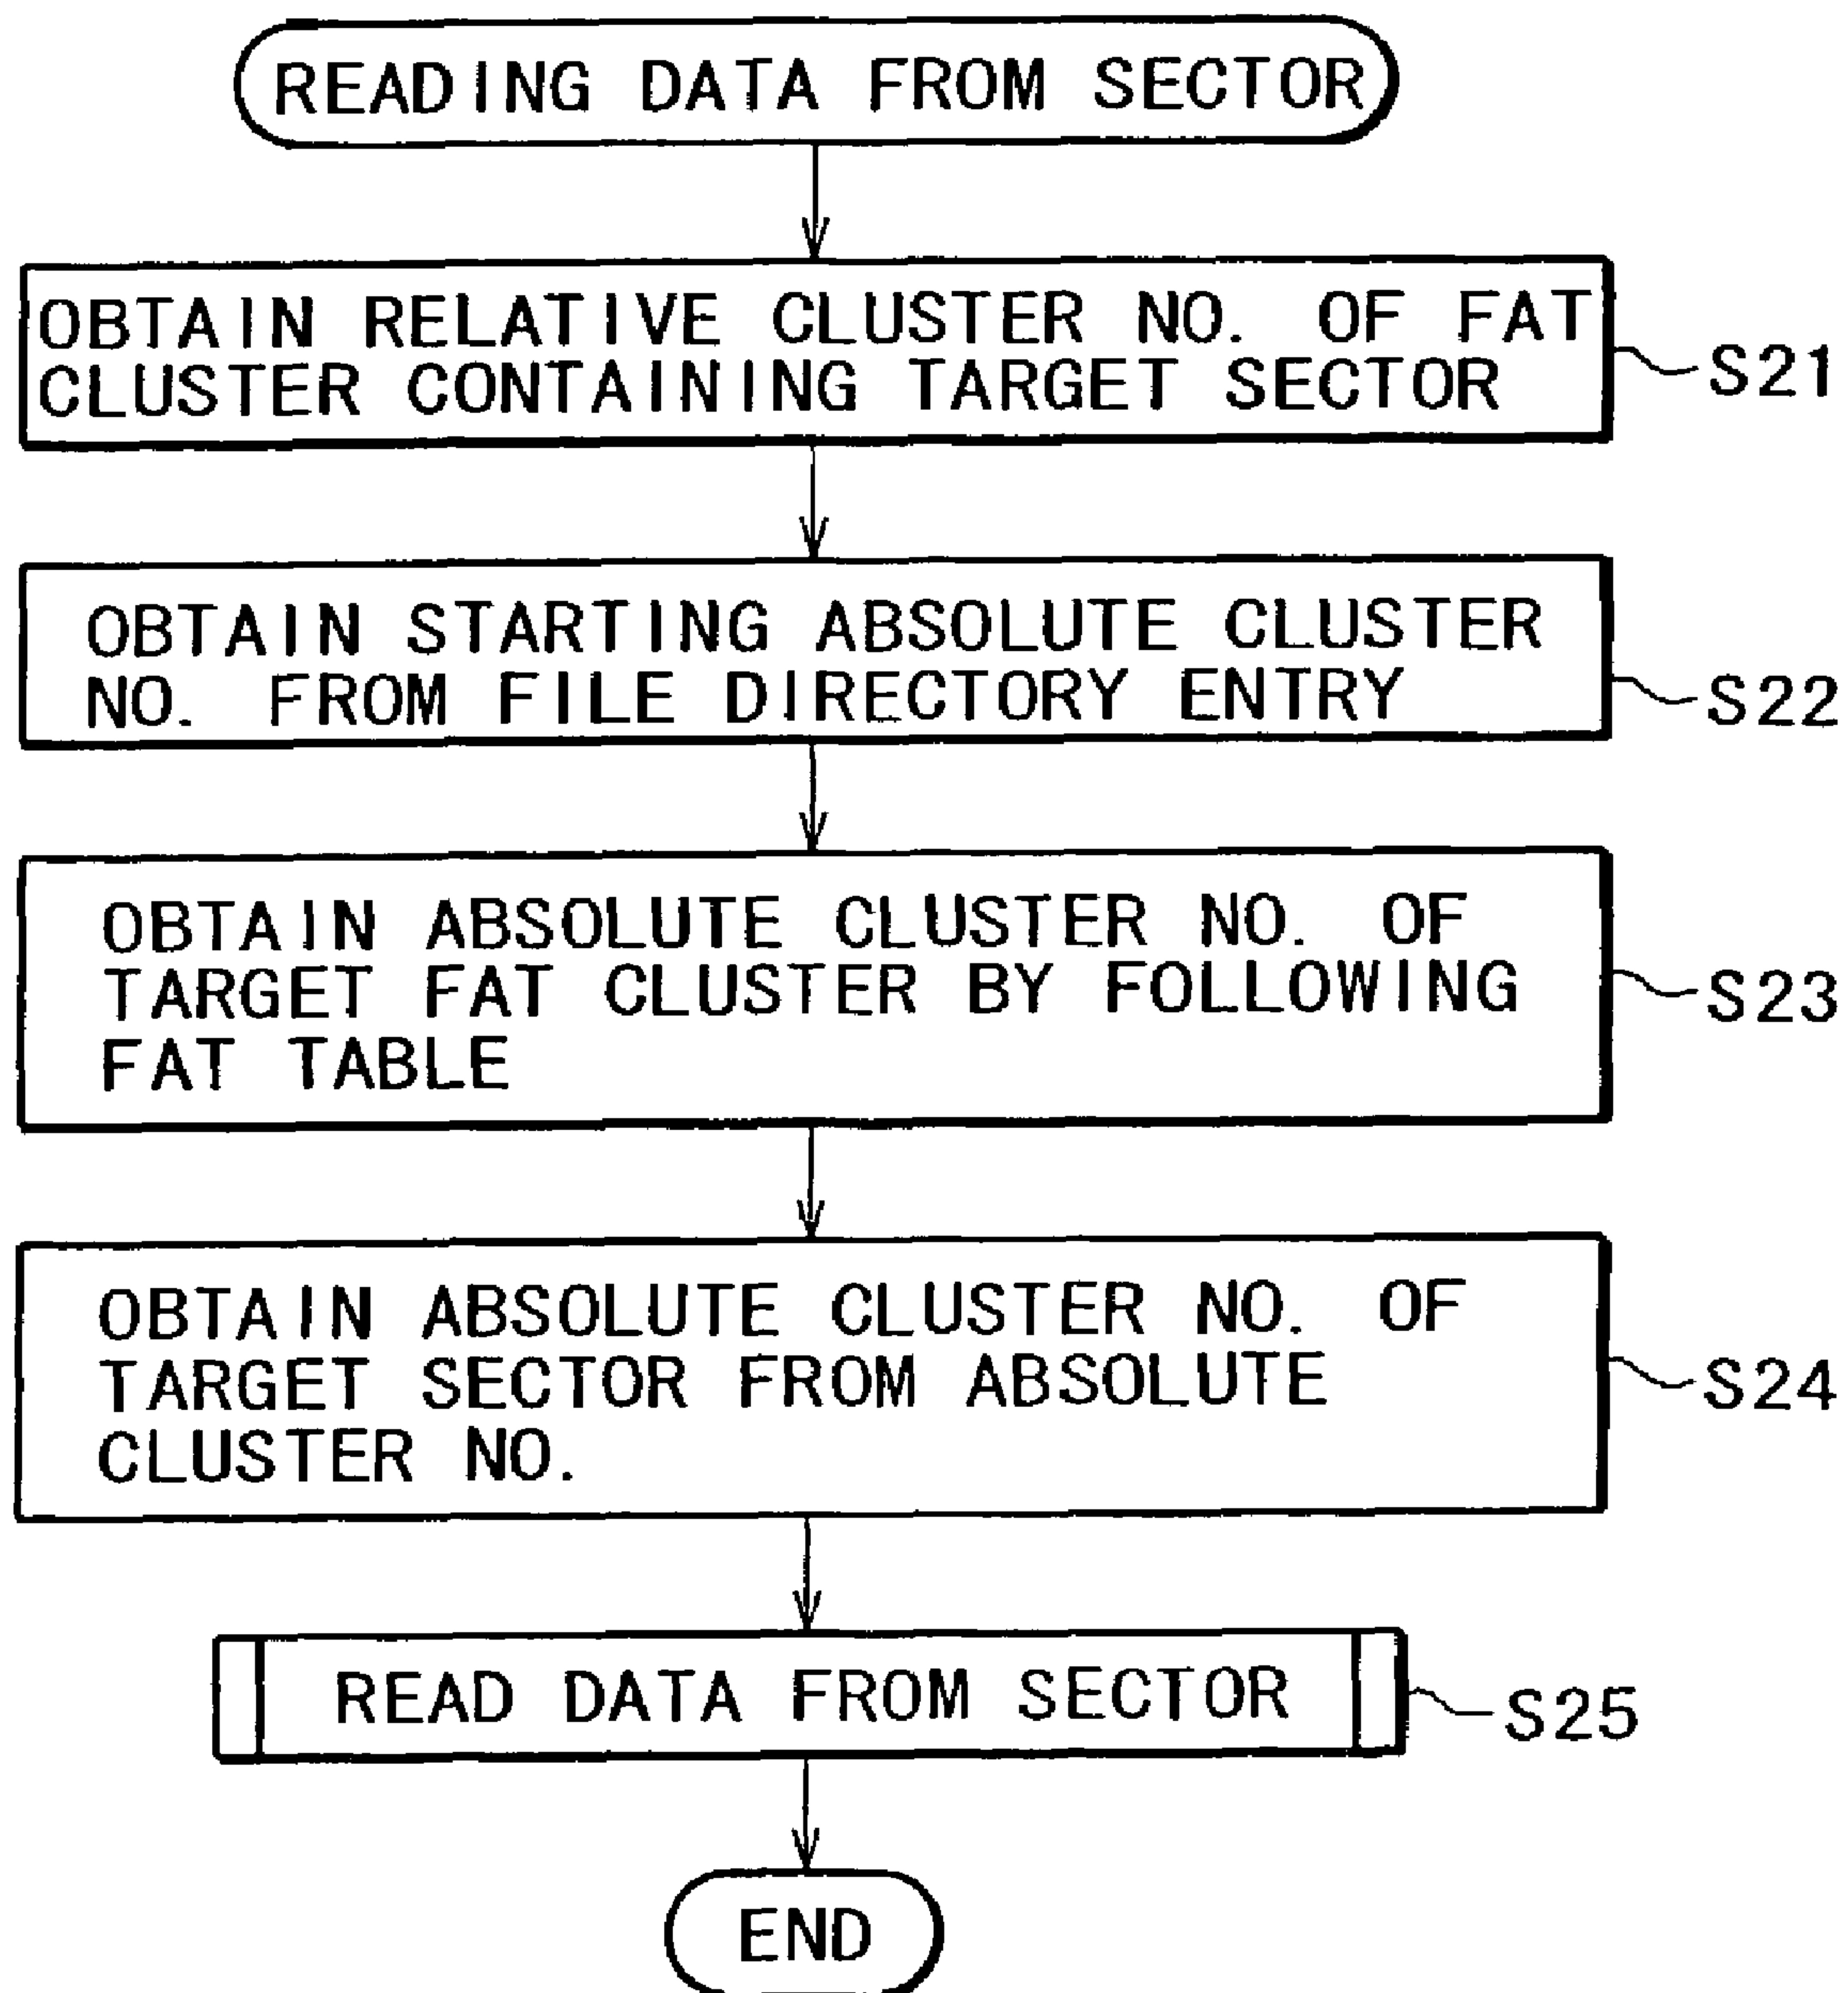 READING DATA FROM SECTOR
OBTAIN RELATIVE CLUSTER NO. OF FAT
CLUSTER CONTAINING TARGET SECTOR
S21
OBTAIN STARTING ABSOLUTE CLUSTER
NO. FROM FILE DIRECTORY ENTRY
S22
OBTAIN ABSOLUTE CLUSTER NO. OF
TARGET FAT CLUSTER BY FOLLOWING
FAT TABLE
S23
OBTAIN ABSOLUTE CLUSTER NO. OF
TARGET SECTOR FROM ABSOLUTE
CLUSTER NO.
S24
READ DATA FROM SECTOR
S25
END